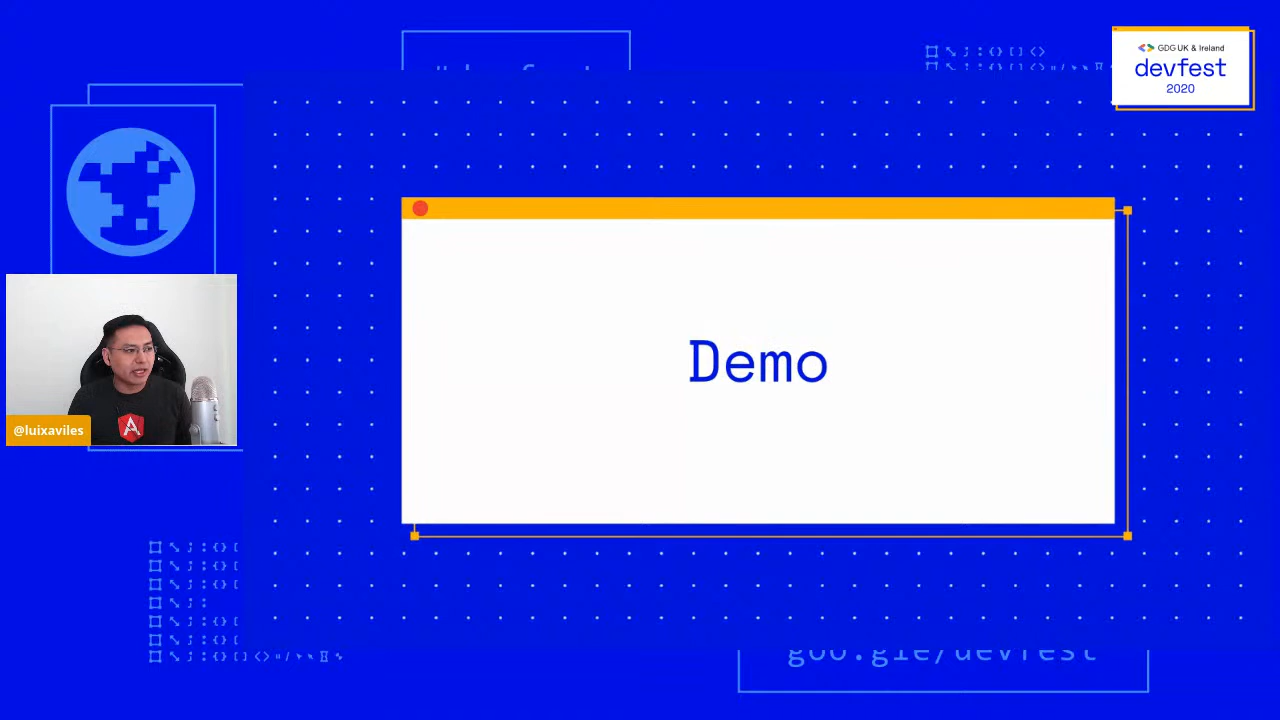 GDG UK & Ireland
devfest
2020
Demo
@luixaviles
goo.gle/devfest